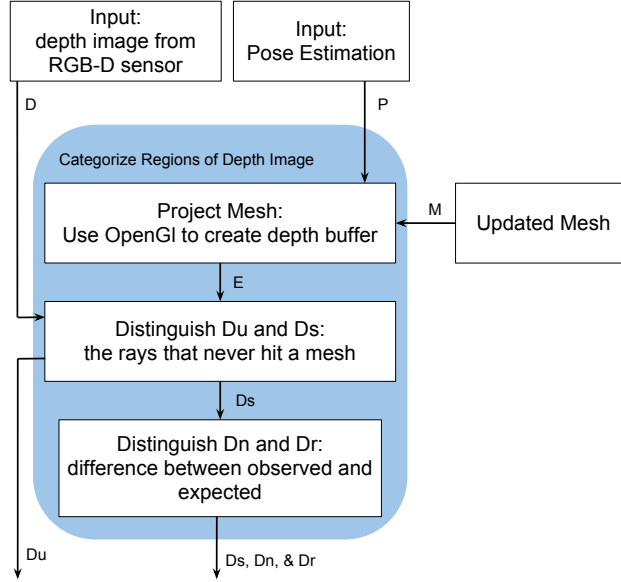 Input:
depth image from
RGB-D sensor
Input:
Pose Estimation
D
P
Categorize Regions of Depth Image
Project Mesh:
Use OpenGl to create depth buffer
M
Updated Mesh
E
Distinguish Du and Ds:
the rays that never hit a mesh
Ds
Distinguish Dn and Dr:
difference between observed and
expected
Du
Ds, Dn, & Dr